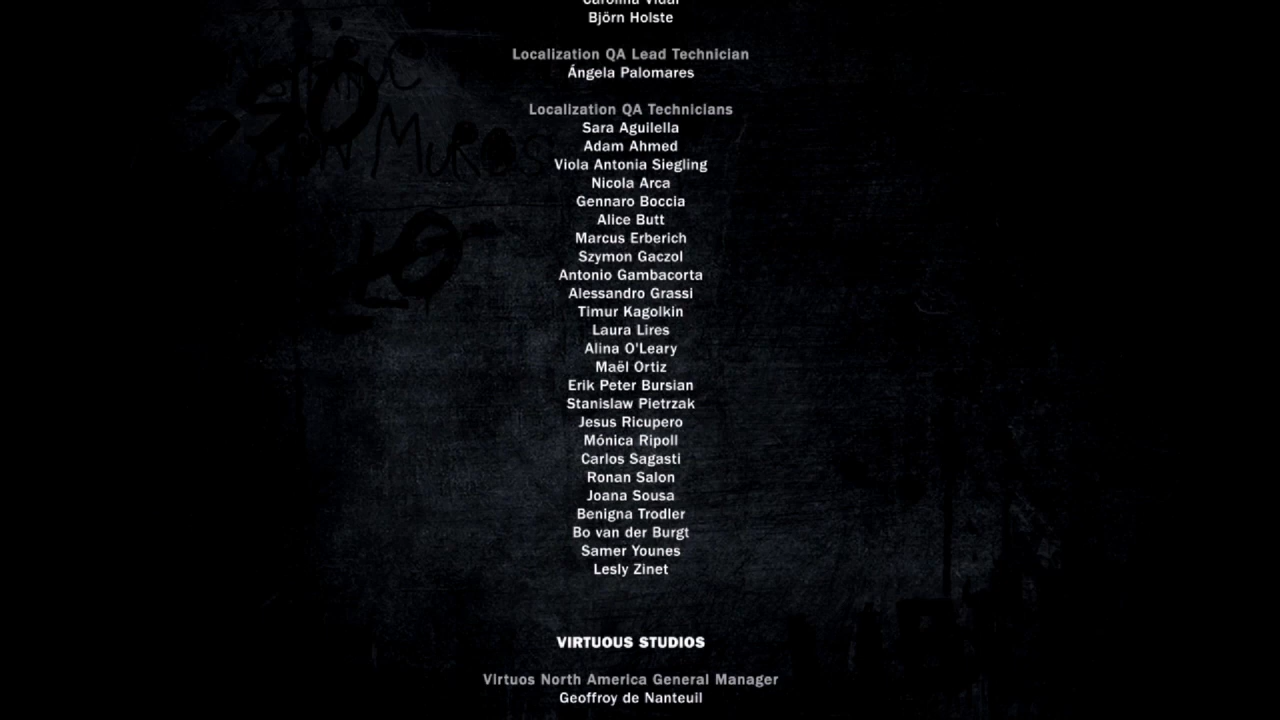 Carolina Vidal
Björn Holste
Localization QA Lead Technician
Ángela Palomares
Localization QA Technicians
Sara Aguilella
Adam Ahmed
Viola Antonia Siegling
Nicola Arca
Gennaro Boccia
Alice Butt
Marcus Erberich
Szymon Gaczol
Antonio Gambacorta
Alessandro Grassi
Timur Kagolkin
Laura Lires
Alina O'Leary
Maël Ortiz
Erik Peter Bursian
Stanislaw Pietrzak
Jesus Ricupero
Mónica Ripoll
Carlos Sagasti
Ronan Salon
Joana Sousa
Benigna Trodler
Bo van der Burgt
Samer Younes
Lesly Zinet
VIRTUOUS STUDIOS
Virtuos North America General Manager
Geoffroy de Nanteuil
MUROS